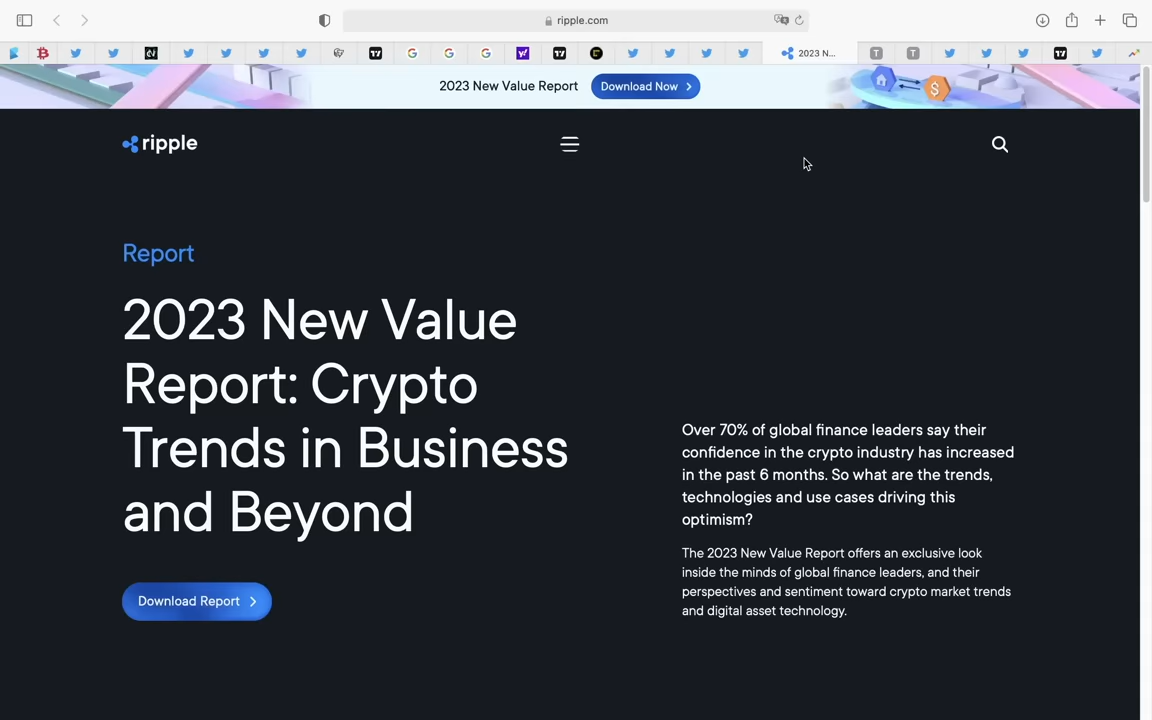 ripple.com
2023 N...
2023 New Value Report
Download Now
ripple
Report
2023 New Value
Report: Crypto
Trends in Business
and Beyond
Over 70% of global finance leaders say their
confidence in the crypto industry has increased
in the past 6 months. So what are the trends,
technologies and use cases driving this
optimism?
The 2023 New Value Report offers an exclusive look
inside the minds of global finance leaders, and their
perspectives and sentiment toward crypto market trends
and digital asset technology.
Download Report